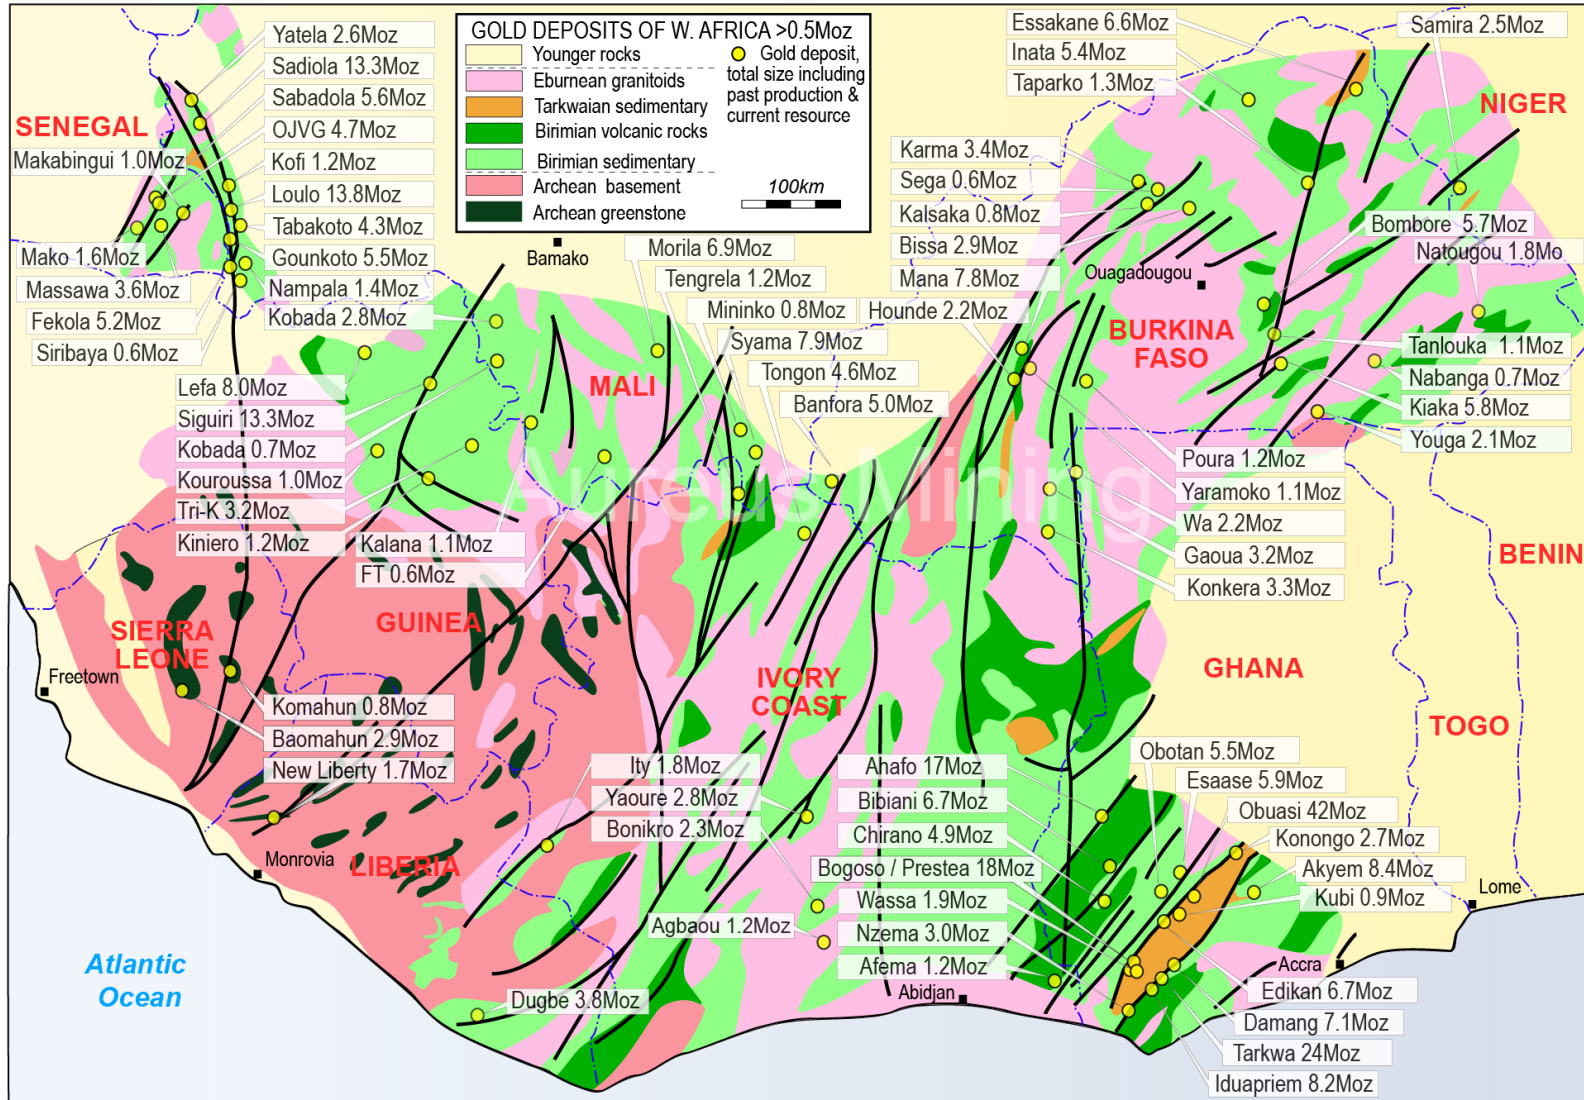 GOLD DEPOSITS OF W. AFRICA >0.5Moz
Younger rocks
Eburnean granitoids
Tarkwaian sedimentary
Birimian volcanic rocks
Birimian sedimentary
Archean basement
Archean greenstone
Gold deposit,
total size including
past production &
current resource
100km
Yatela 2.6Moz
Sadiola 13.3Moz
Sabadola 5.6Moz
OJVG 4.7Moz
Kofi 1.2Moz
Loulo 13.8Moz
Tabakoto 4.3Moz
Gounkoto 5.5Moz
Nampala 1.4Moz
Kobada 2.8Moz
SENEGAL
Makabingui 1.0Moz
Mako 1.6Moz
Massawa 3.6Moz
Fekola 5.2Moz
Siribaya 0.6Moz
Lefa 8.0Moz
Siguiri 13.3Moz
Kobada 0.7Moz
Kouroussa 1.0Moz
Tri-K 3.2Moz
Kiniero 1.2Moz
Kalana 1.1Moz
FT 0.6Moz
Bamako
Morila 6.9Moz
Tengrela 1.2Moz
Mininko 0.8Moz
Syama 7.9Moz
Tongon 4.6Moz
Banfora 5.0Moz
MALI
Essakane 6.6Moz
Inata 5.4Moz
Taparko 1.3Moz
Samira 2.5Moz
NIGER
Karma 3.4Moz
Sega 0.6Moz
Kalsaka 0.8Moz
Bissa 2.9Moz
Mana 7.8Moz
Hounde 2.2Moz
Ouagadougou
BURKINA
FASO
Bombore 5.7Moz
Natougou 1.8Mo
Tanlouka 1.1Moz
Nabanga 0.7Moz
Kiaka 5.8Moz
Youga 2.1Moz
Poura 1.2Moz
Yaramoko 1.1Moz
Wa 2.2Moz
Gaoua 3.2Moz
Konkera 3.3Moz
Aureus Mining
BENIN
TOGO
GHANA
GUINEA
SIERRA
LEONE
Freetown
Komahun 0.8Moz
Baomahun 2.9Moz
New Liberty 1.7Moz
Monrovia
LIBERIA
IVORY
COAST
Ity 1.8Moz
Yaoure 2.8Moz
Bonikro 2.3Moz
Agbaou 1.2Moz
Dugbe 3.8Moz
Abidjan
Ahafo 17Moz
Bibiani 6.7Moz
Chirano 4.9Moz
Bogoso / Prestea 18Moz
Wassa 1.9Moz
Nzema 3.0Moz
Afema 1.2Moz
Obotan 5.5Moz
Esaase 5.9Moz
Obuasi 42Moz
Konongo 2.7Moz
Akyem 8.4Moz
Kubi 0.9Moz
Lome
Accra
Edikan 6.7Moz
Damang 7.1Moz
Tarkwa 24Moz
Iduapriem 8.2Moz
Atlantic
Ocean